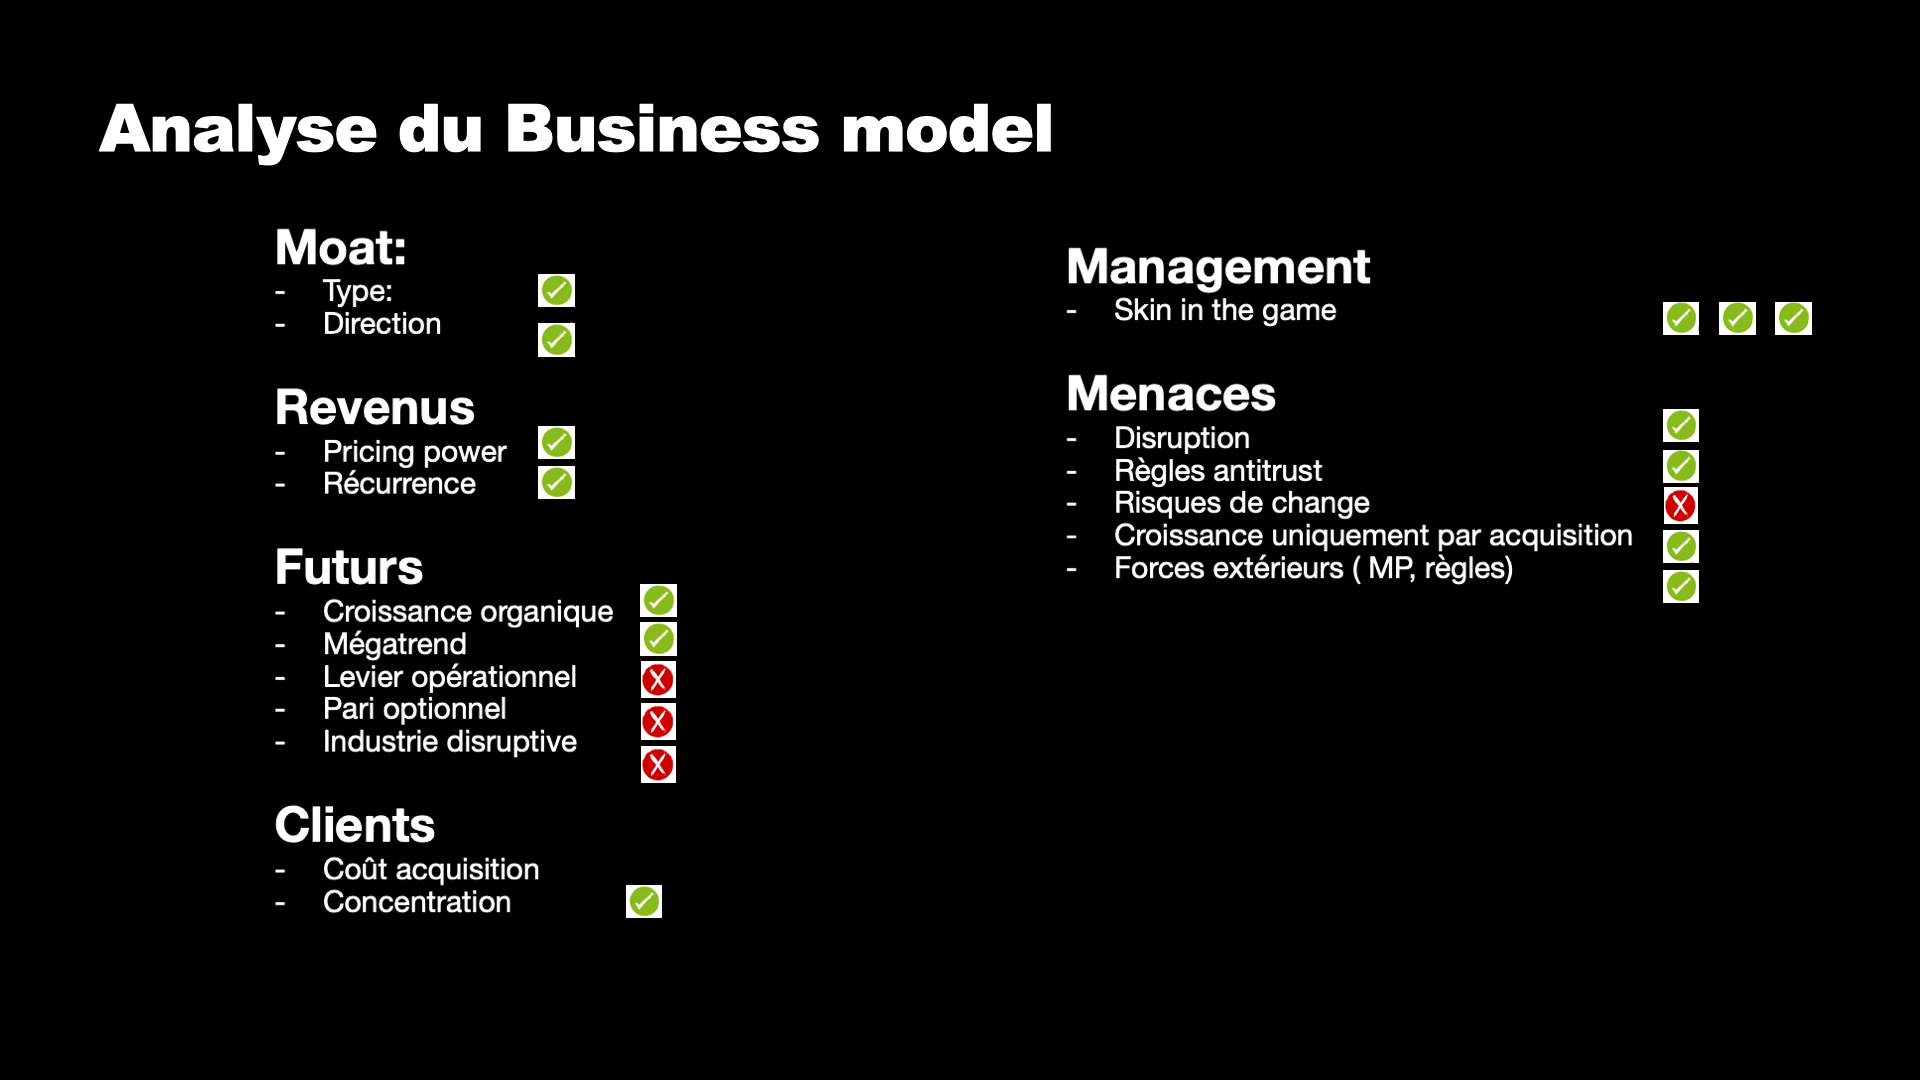 Analyse du Business model
Moat:
- Type:
- Direction
Revenus
- Pricing power
- Récurrence
Futurs
- Croissance organique
- Mégatrend
- Levier opérationnel
- Pari optionnel
- Industrie disruptive
Clients
- Coût acquisition
- Concentration
Management
- Skin in the game
Menaces
- Disruption
- Règles antitrust
- Risques de change
- Croissance uniquement par acquisition
- Forces extérieurs ( MP, règles)